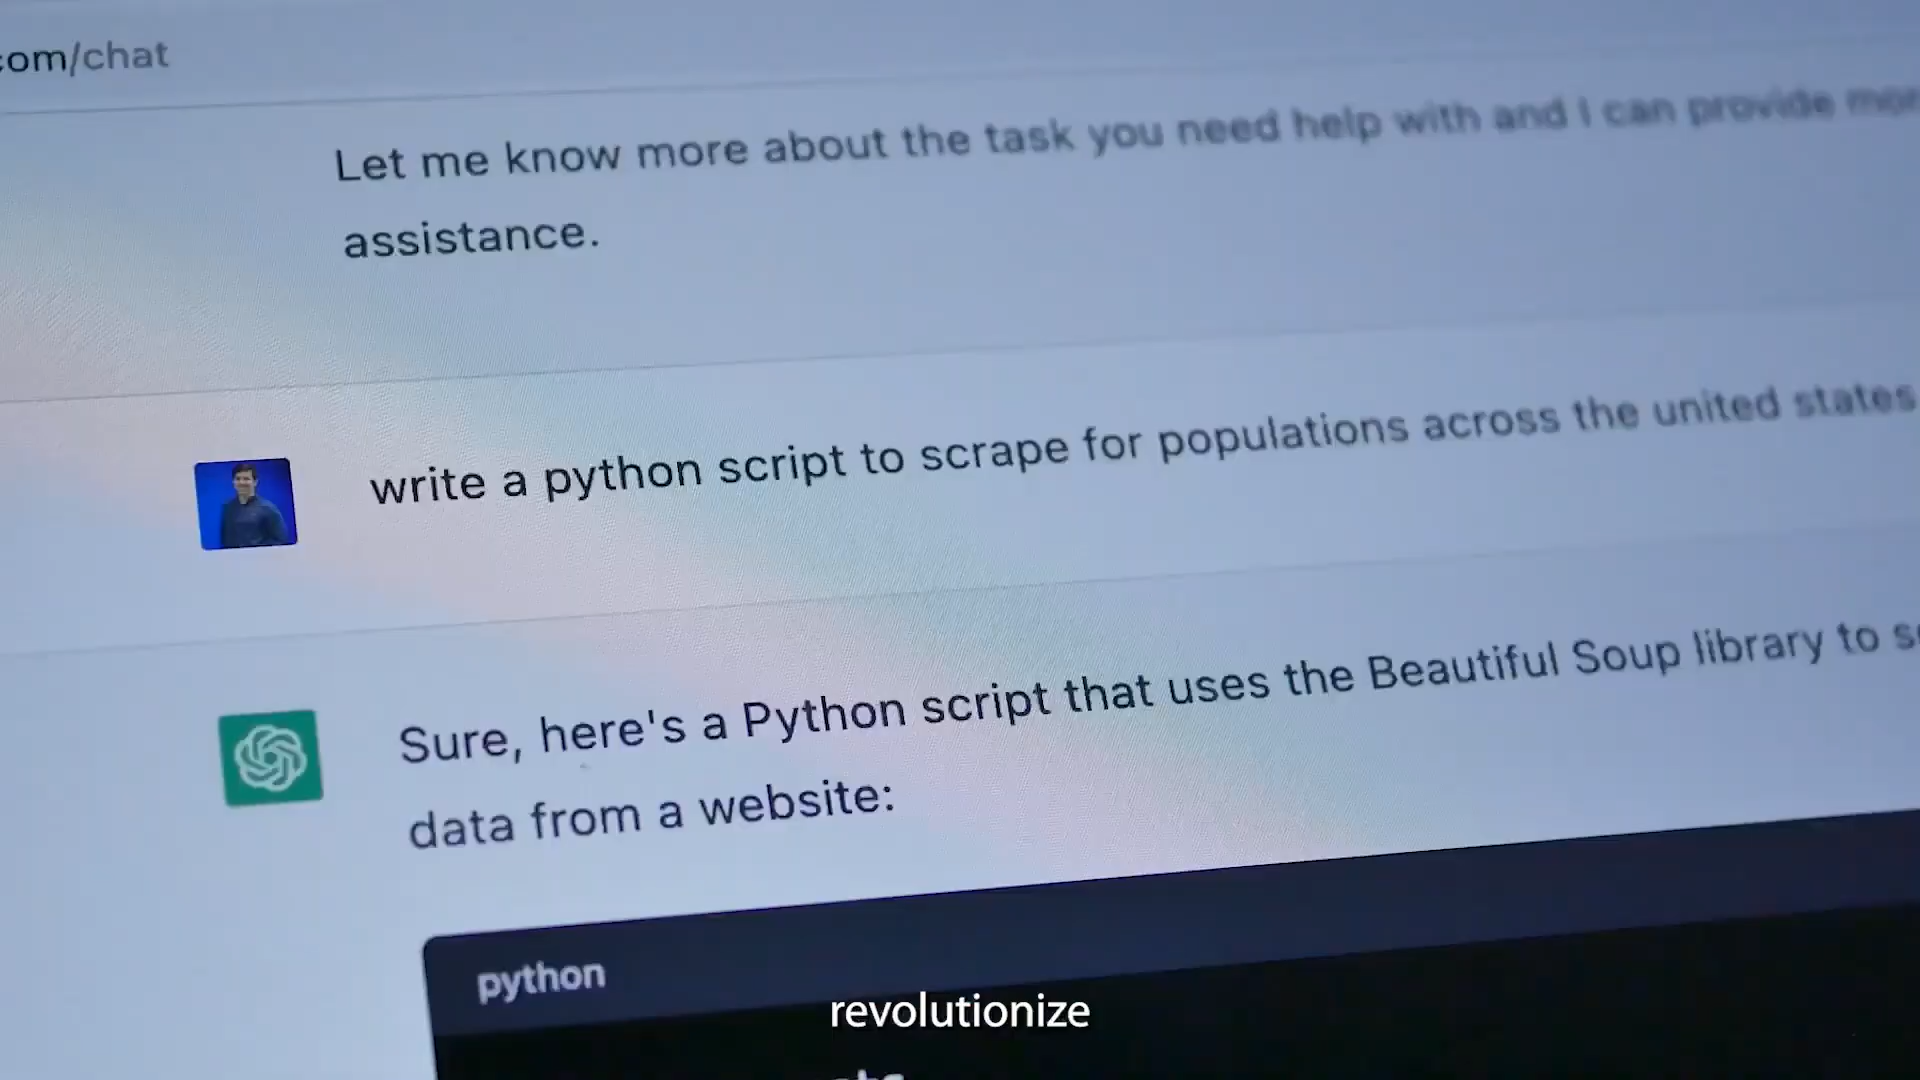 com/chat
Let me know more about the task you need help with and I can provide
assistance.
write a python script to scrape for populations across the united states
Sure, here's a Python script that uses the Beautiful Soup library to
data from a website:
python
revolutionize